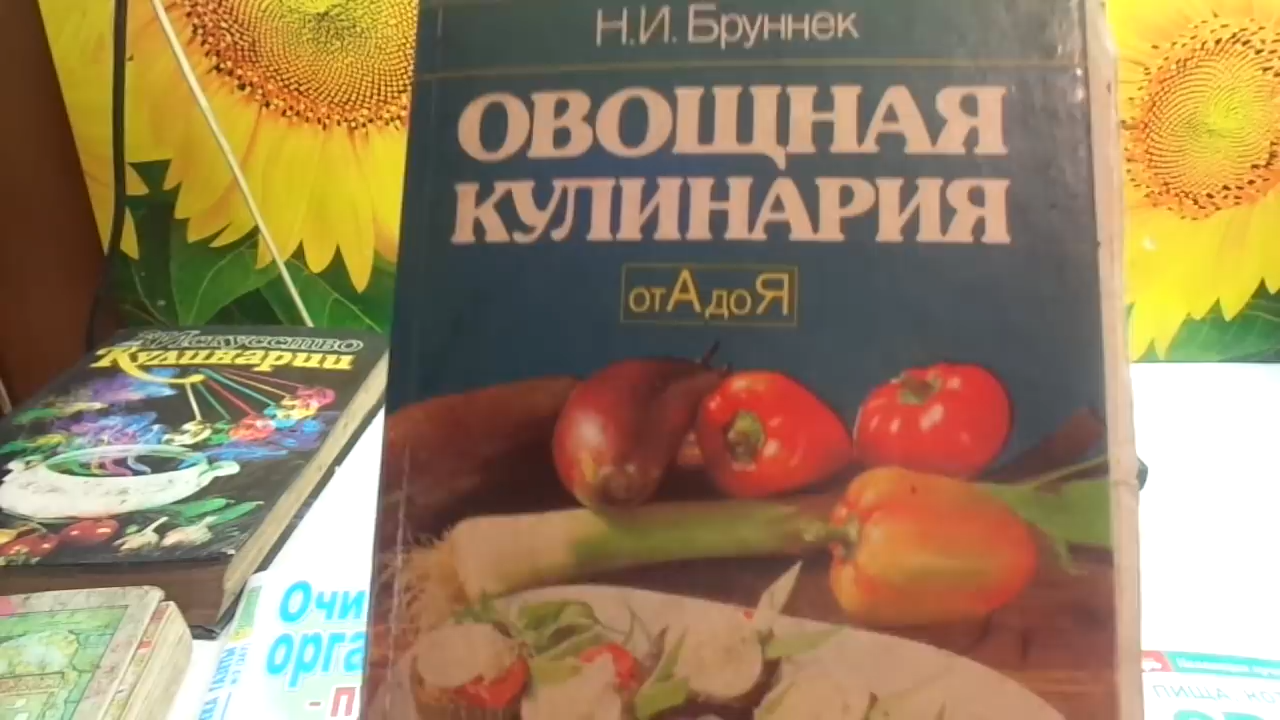 Н.И. Бруннек
ОВОЩНАЯ
КУЛИНАРИЯ
от А до Я
Искусство
Кулинарии
Очи
орга
- П
ПИЩА